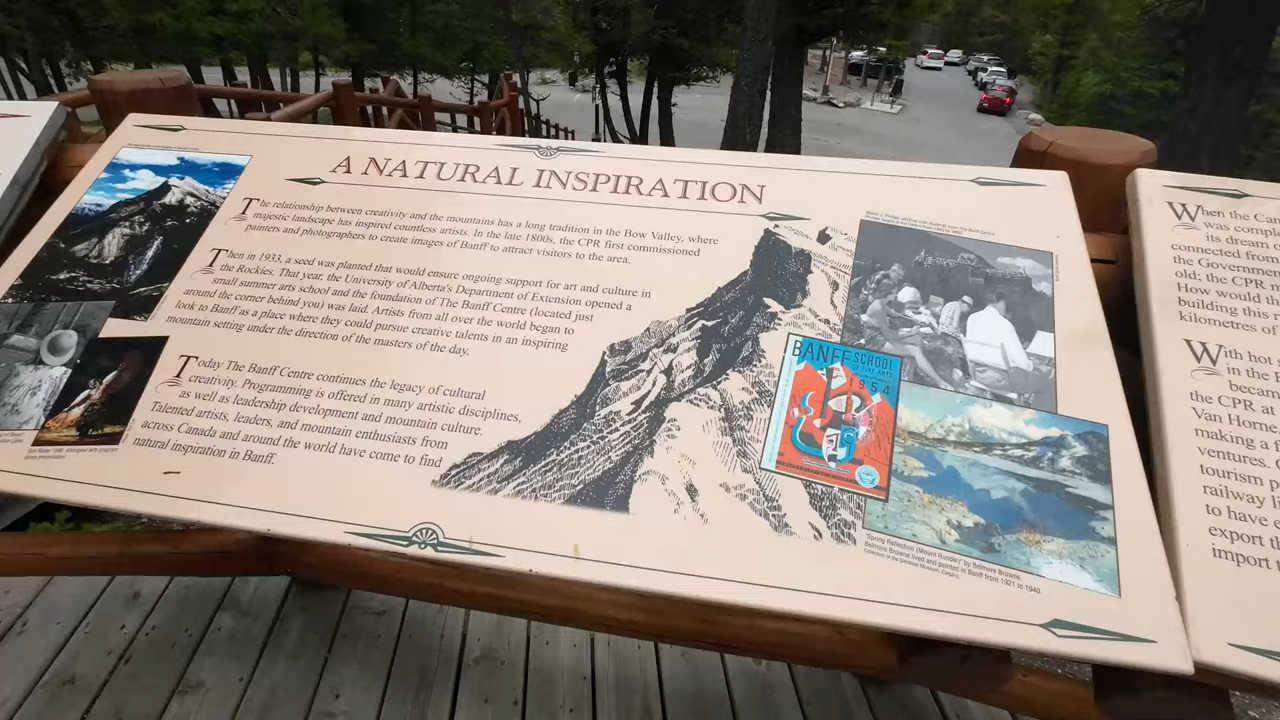 A NATURAL INSPIRATION
The relationship between creativity and the mountains has a long tradition in the Bow Valley, where
majestic landscape has inspired countless artists. In the late 1800s, the CPR first commissioned
painters and photographers to create images of Banff to attract visitors to the area.
Then in 1933, a seed was planted that would ensure ongoing support for art and culture in
the Rockies. That year, the University of Alberta's Department of Extension opened a
small summer arts school and the foundation of The Banff Centre (located just
around the corner behind you) was laid. Artists from all over the world began to
look to Banff as a place where they could pursue creative talents in an inspiring
mountain setting under the direction of the masters of the day.
Today The Banff Centre continues the legacy of cultural
creativity. Programming is offered in many artistic disciplines,
as well as leadership development and mountain culture.
Talented artists, leaders, and mountain enthusiasts from
across Canada and around the world have come to find
natural inspiration in Banff.
BANFF SCHOOL
OF FINE ARTS
1954
"Spring Reflection (Mount Rundle)" by Belmore Browne.
Belmore Browne lived and painted in Banff from 1921 to 1940.
When the Can
was comple
its dream o
connected from
the Governmen
old; the CPR n
How would th
building this r
kilometres of
With hot
in the
becam
the CPR at
Van Horne
making a
ventures.
tourism p
railway
to have
export th
import t